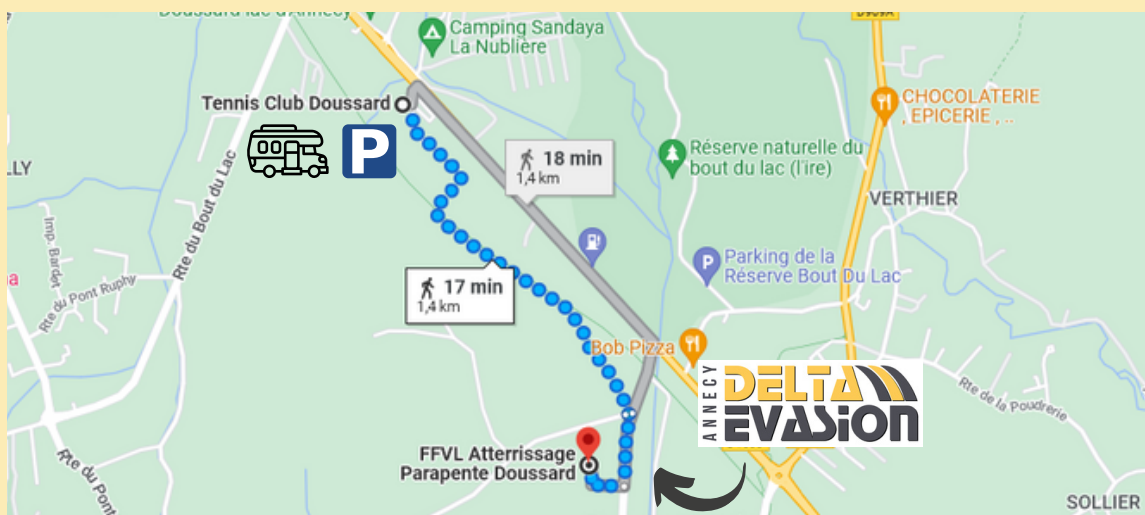 Doussard lac d'Annecy
D909A
Camping Sandaya
La Nublière
Tennis Club Doussard
P
CHOCOLATERIE
, EPICERIE , ..
18 min
1,4 km
Réserve naturelle du
bout du lac (l'ire)
LLY
Rte du Bout du Lac
VERTHIER
Imp. Bardot
Parking de la
Réserve Bout Du Lac
P
17 min
1,4 km
a
Rte du Pont Ruphy
Bob Pizza
ANNECY
DELTA
EVASION
Rte de la Poudrerie
FFVL Atterrissage
Parapente Doussard
Rte du Pont
SOLLIER